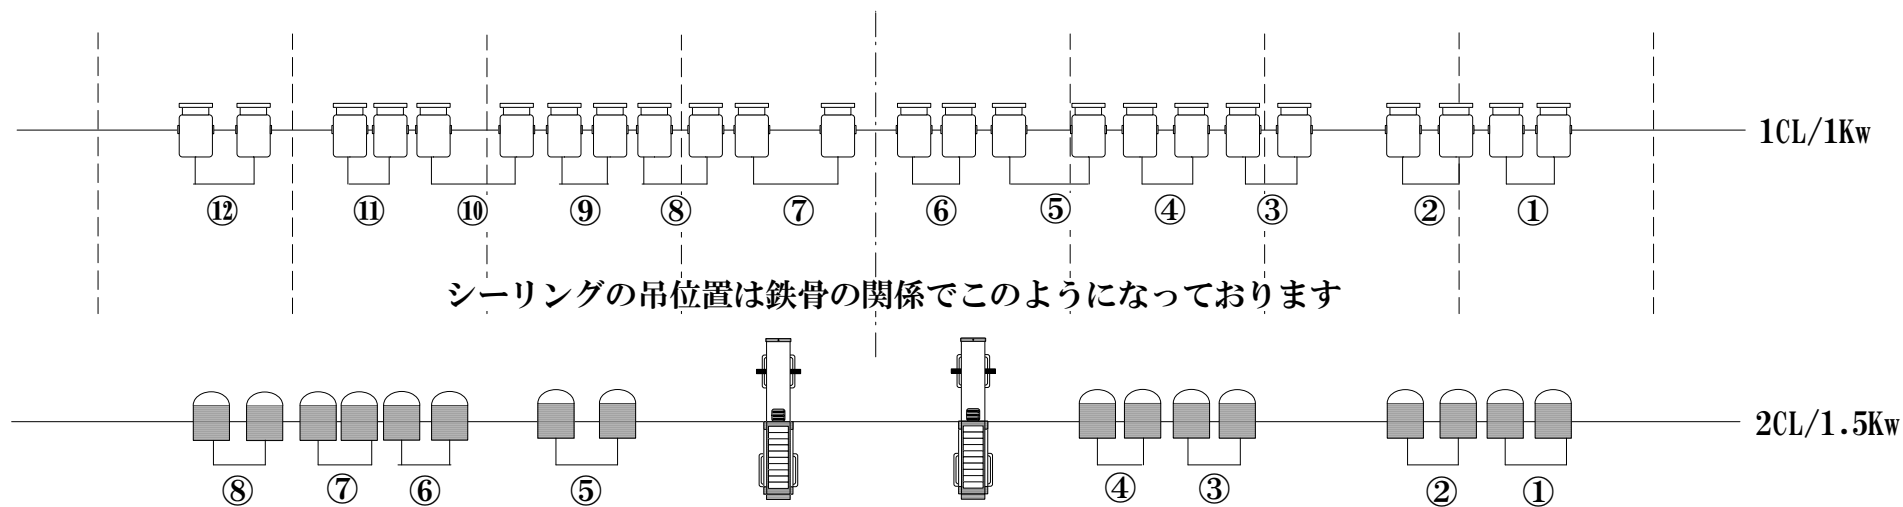 1CL/1Kw
⑫ ⑪ ⑩ ⑨ ⑧ ⑦ ⑥ ⑤ ④ ③ ② ①
シーリングの吊位置は鉄骨の関係でこのようになっております
2CL/1.5Kw
⑧ ⑦ ⑥ ⑤ ④ ③ ② ①